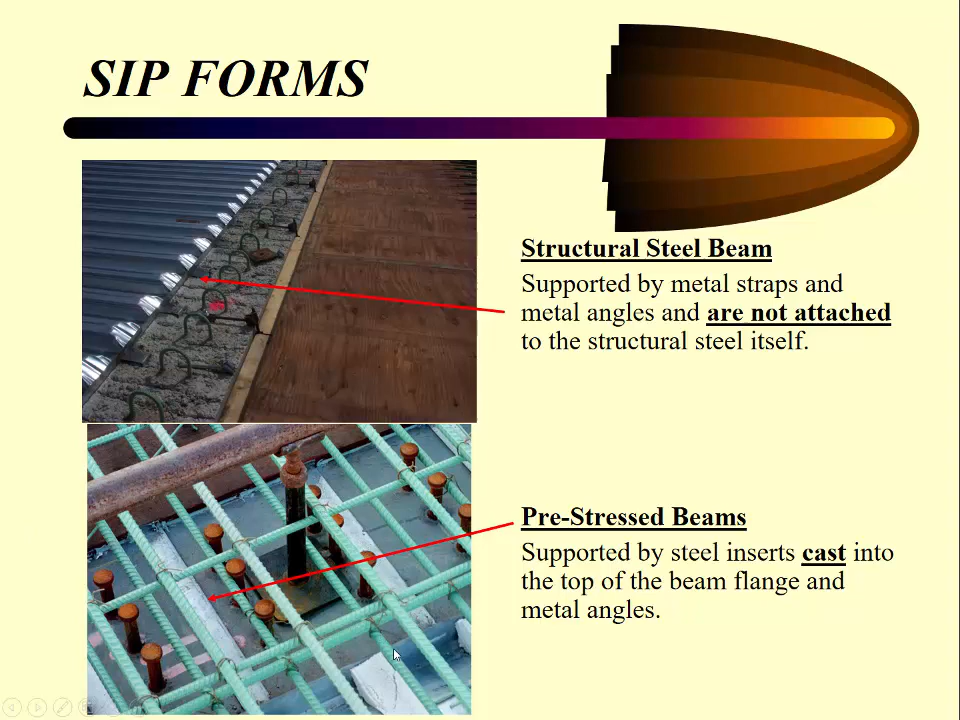 SIP FORMS
Structural Steel Beam
Supported by metal straps and
metal angles and are not attached
to the structural steel itself.
Pre-Stressed Beams
Supported by steel inserts cast into
the top of the beam flange and
metal angles.